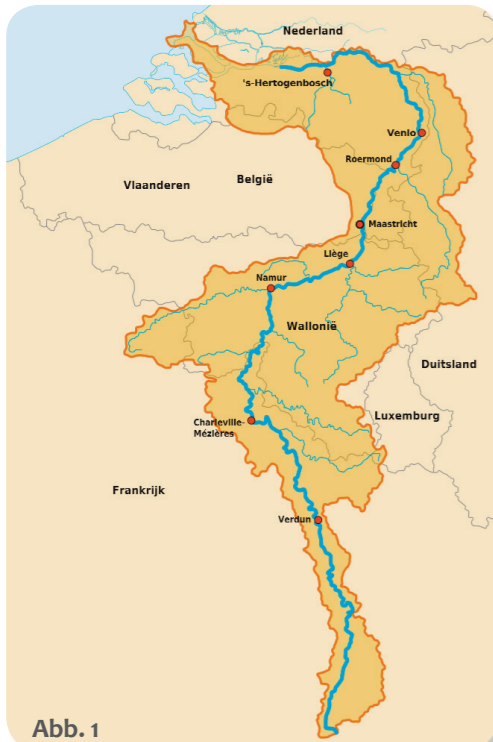 Nederland
's-Hertogenbosch
Venlo
Roermond
Vlaanderen
België
Maastricht
Liège
Namur
Wallonië
Duitsland
Luxemburg
Charleville-
Mézières
Frankrijk
Verdun
Abb. 1